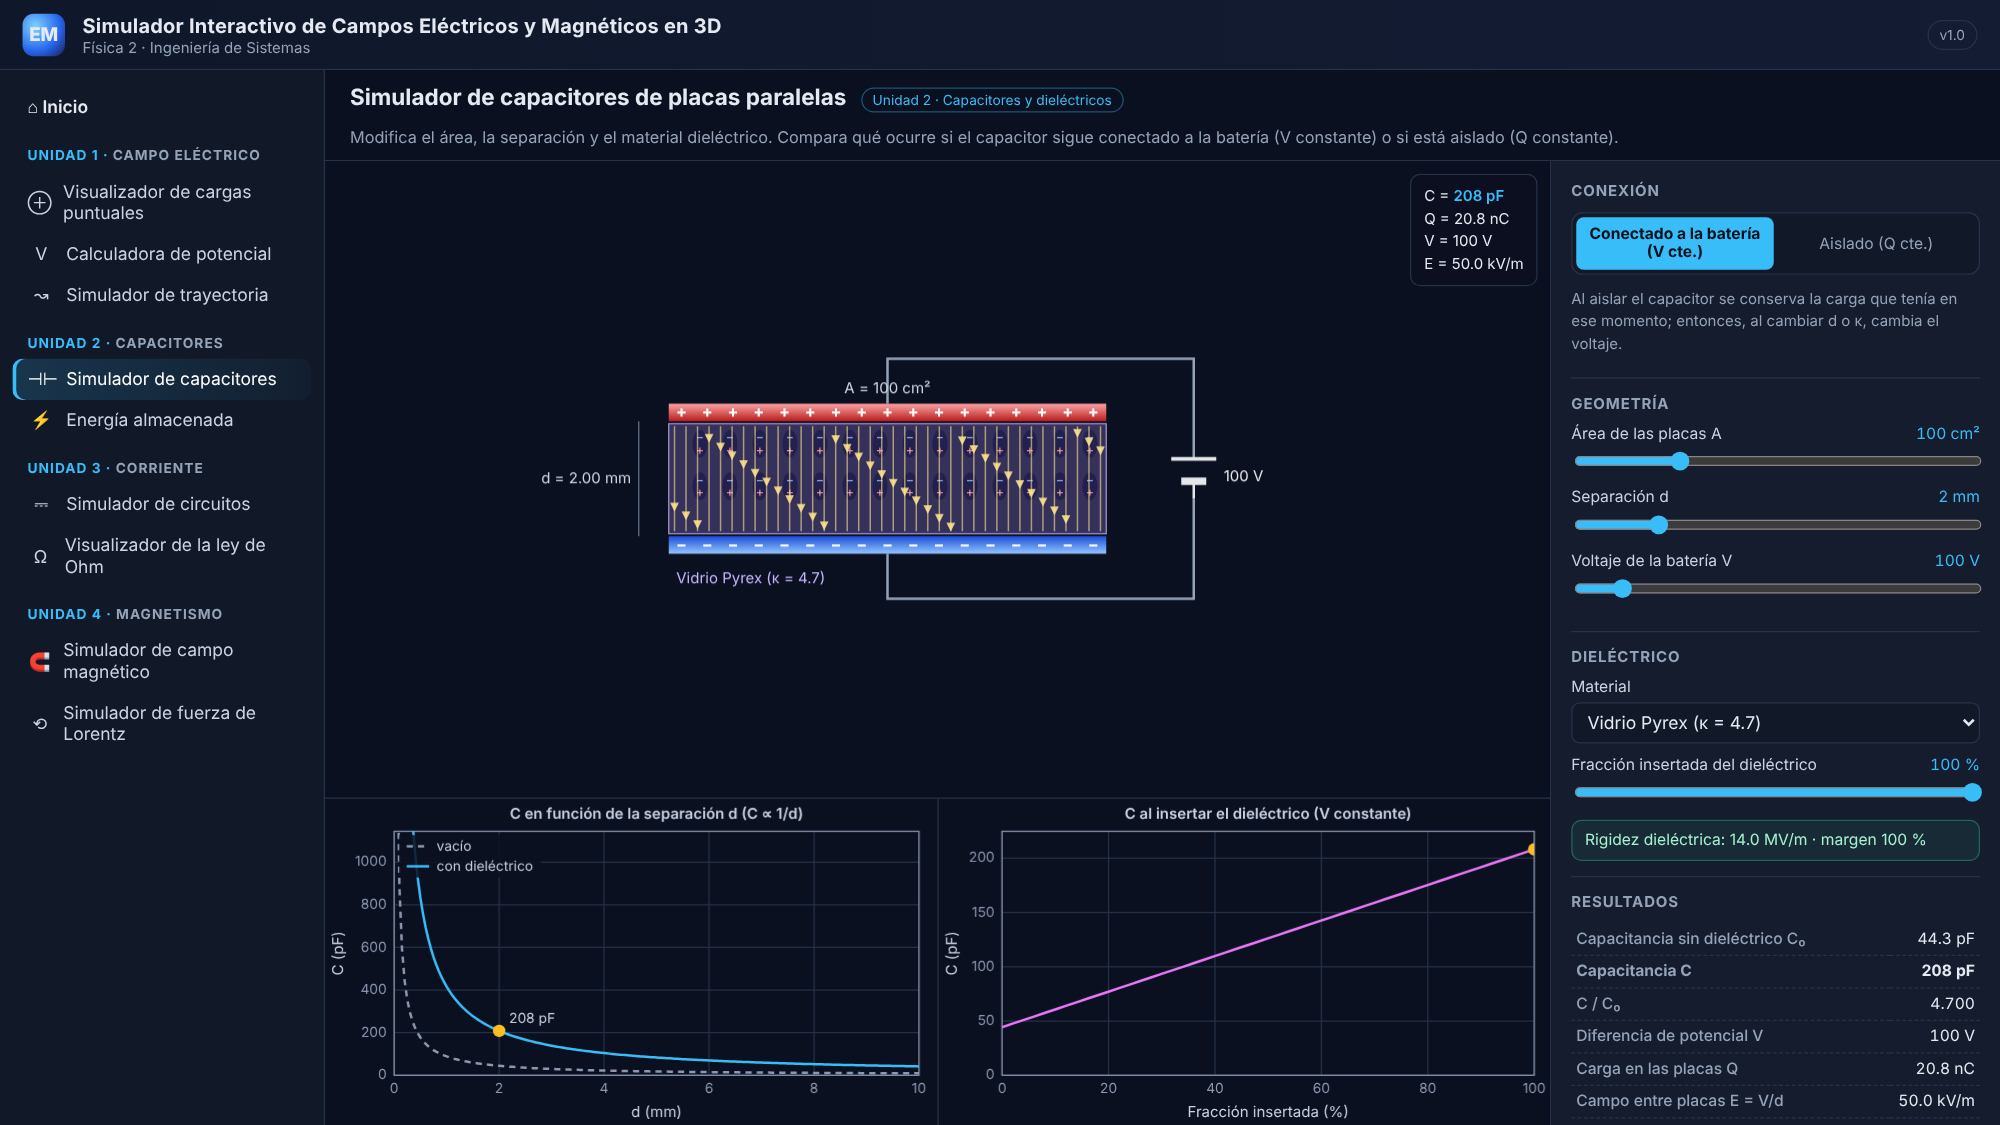 EM
Simulador Interactivo de Campos Eléctricos y Magnéticos en 3D
Física 2 · Ingeniería de Sistemas
v1.0
⌂ Inicio
UNIDAD 1 · CAMPO ELÉCTRICO
Visualizador de cargas
puntuales
V Calculadora de potencial
Simulador de trayectoria
UNIDAD 2 · CAPACITORES
Simulador de capacitores
Energía almacenada
UNIDAD 3 · CORRIENTE
Simulador de circuitos
Ω Visualizador de la ley de
Ohm
UNIDAD 4 · MAGNETISMO
Simulador de campo
magnético
Simulador de fuerza de
Lorentz
Simulador de capacitores de placas paralelas
Unidad 2 · Capacitores y dieléctricos
Modifica el área, la separación y el material dieléctrico. Compara qué ocurre si el capacitor sigue conectado a la batería (V constante) o si está aislado (Q constante).
C = 208 pF
Q = 20.8 nC
V = 100 V
E = 50.0 kV/m
A = 100 cm²
d = 2.00 mm
100 V
Vidrio Pyrex (κ = 4.7)
C en función de la separación d (C ∝ 1/d)
vacío
con dieléctrico
1000
800
600
400
200
0
C (pF)
208 pF
0 2 4 6 8 10
d (mm)
C al insertar el dieléctrico (V constante)
200
150
100
50
0
C (pF)
0 20 40 60 80 100
Fracción insertada (%)
CONEXIÓN
Conectado a la batería
(V cte.)
Aislado (Q cte.)
Al aislar el capacitor se conserva la carga que tenía en
ese momento; entonces, al cambiar d o κ, cambia el
voltaje.
GEOMETRÍA
Área de las placas A 100 cm²
Separación d 2 mm
Voltaje de la batería V 100 V
DIELÉCTRICO
Material
Vidrio Pyrex (κ = 4.7)
Fracción insertada del dieléctrico 100 %
Rigidez dieléctrica: 14.0 MV/m · margen 100 %
RESULTADOS
Capacitancia sin dieléctrico C₀ 44.3 pF
Capacitancia C 208 pF
C / C₀ 4.700
Diferencia de potencial V 100 V
Carga en las placas Q 20.8 nC
Campo entre placas E = V/d 50.0 kV/m